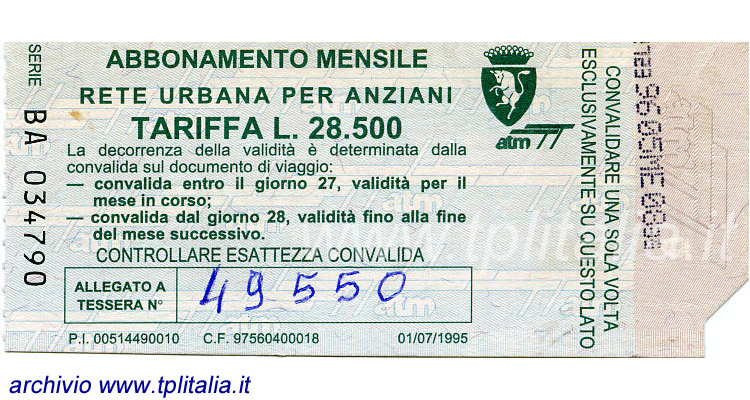 ABBONAMENTO MENSILE
RETE URBANA PER ANZIANI
TARIFFA L. 28.500
La decorrenza della validità è determinata dalla
convalida sul documento di viaggio:
— convalida entro il giorno 27, validità per il
mese in corso;
— convalida dal giorno 28, validità fino alla fine
del mese successivo.
CONTROLLARE ESATTEZZA CONVALIDA
ALLEGATO A
TESSERA N°
49550
P.I. 00514490010 C.F. 97560400018 01/07/1995
SERIE
BA 034790
atm
CONVALIDARE UNA SOLA VOLTA
ESCLUSIVAMENTE SU QUESTO LATO
www.tplitalia.it
archivio www.tplitalia.it